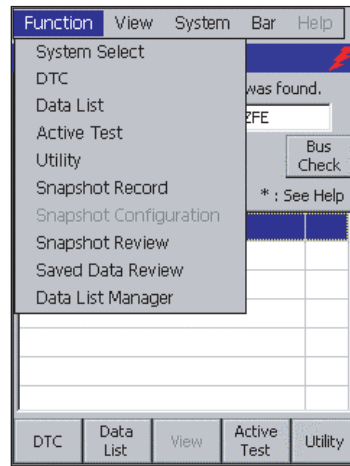 Function View System Bar Help
System Select
DTC
Data List
Active Test
Utility
Snapshot Record
Snapshot Configuration
Snapshot Review
Saved Data Review
Data List Manager
was found.
ZFE
Bus
Check
* : See Help
DTC
Data
List
View
Active
Test
Utility